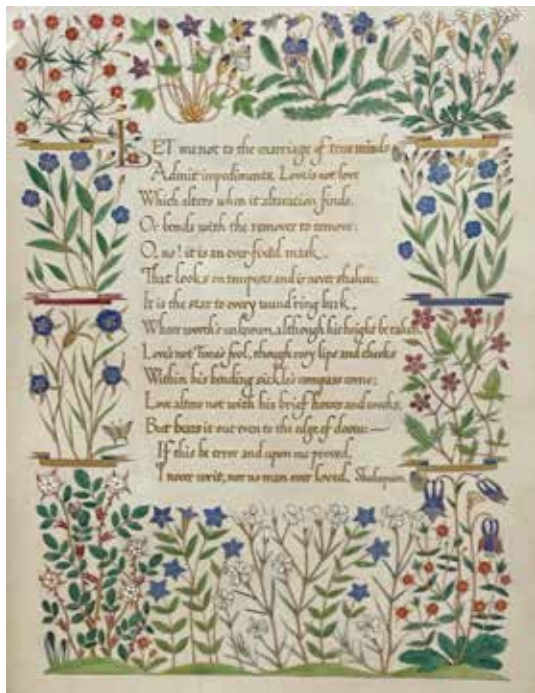 LET me not to the marriage of true minds
Admit impediments. Love is not love
Which alters when it alteration finds,
Or bends with the remover to remove:
O, no! it is an ever-fixéd mark
That looks on tempests and is never shaken;
It is the star to every wand'ring bark,
Whose worth's unknown, although his height be taken.
Love's not Time's fool, though rosy lips and cheeks
Within his bending sickle's compass come;
Love alters not with his brief hours and weeks,
But bears it out even to the edge of doom:—
If this be error and upon me proved,
I never writ, nor no man ever loved. Shakespeare.